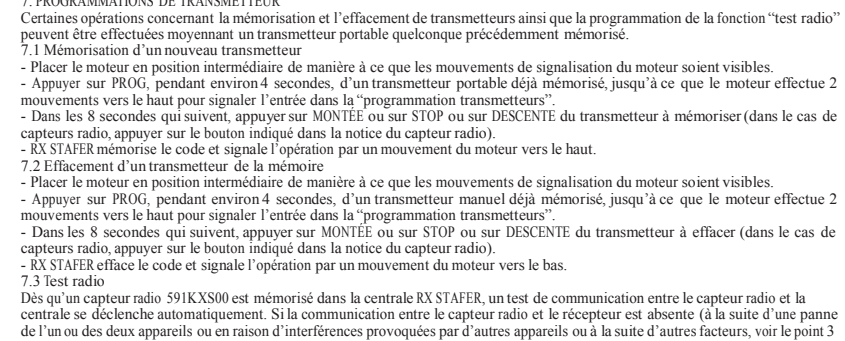 7. PROGRAMMATIONS DE TRANSMETTEUR
Certaines opérations concernant la mémorisation et l'effacement de transmetteurs ainsi que la programmation de la fonction "test radio"
peuvent être effectuées moyennant un transmetteur portable quelconque précédemment mémorisé.
7.1 Mémorisation d'un nouveau transmetteur
- Placer le moteur en position intermédiaire de manière à ce que les mouvements de signalisation du moteur soient visibles.
- Appuyer sur PROG, pendant environ 4 secondes, d'un transmetteur portable déjà mémorisé, jusqu'à ce que le moteur effectue 2
mouvements vers le haut pour signaler l'entrée dans la "programmation transmetteurs".
- Dans les 8 secondes qui suivent, appuyer sur MONTÉE ou sur STOP ou sur DESCENTE du transmetteur à mémoriser (dans le cas de
capteurs radio, appuyer sur le bouton indiqué dans la notice du capteur radio).
- RX STAFER mémorise le code et signale l'opération par un mouvement du moteur vers le haut.
7.2 Effacement d'un transmetteur de la mémoire
- Placer le moteur en position intermédiaire de manière à ce que les mouvements de signalisation du moteur soient visibles.
- Appuyer sur PROG, pendant environ 4 secondes, d'un transmetteur manuel déjà mémorisé, jusqu'à ce que le moteur effectue 2
mouvements vers le haut pour signaler l'entrée dans la "programmation transmetteurs".
- Dans les 8 secondes qui suivent, appuyer sur MONTÉE ou sur STOP ou sur DESCENTE du transmetteur à effacer (dans le cas de
capteurs radio, appuyer sur le bouton indiqué dans la notice du capteur radio).
- RX STAFER efface le code et signale l'opération par un mouvement du moteur vers le bas.
7.3 Test radio
Dès qu'un capteur radio 591KXS00 est mémorisé dans la centrale RX STAFER, un test de communication entre le capteur radio et la
centrale se déclenche automatiquement. Si la communication entre le capteur radio et le récepteur est absente (à la suite d'une panne
de l'un ou des deux appareils ou en raison d'interférences provoquées par d'autres appareils ou à la suite d'autres facteurs, voir le point 3